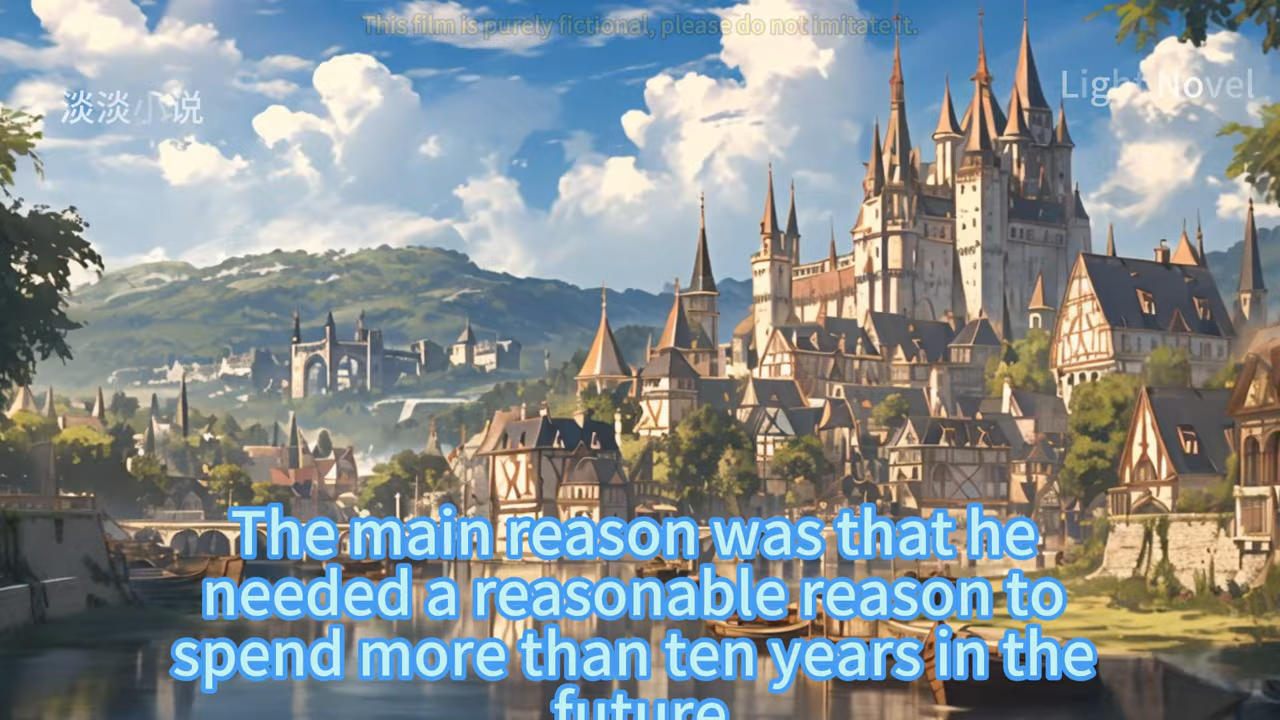 This film is purely fictional, please do not imitate it.
淡淡小说
Light Novel
The main reason was that he
needed a reasonable reason to
spend more than ten years in the
future